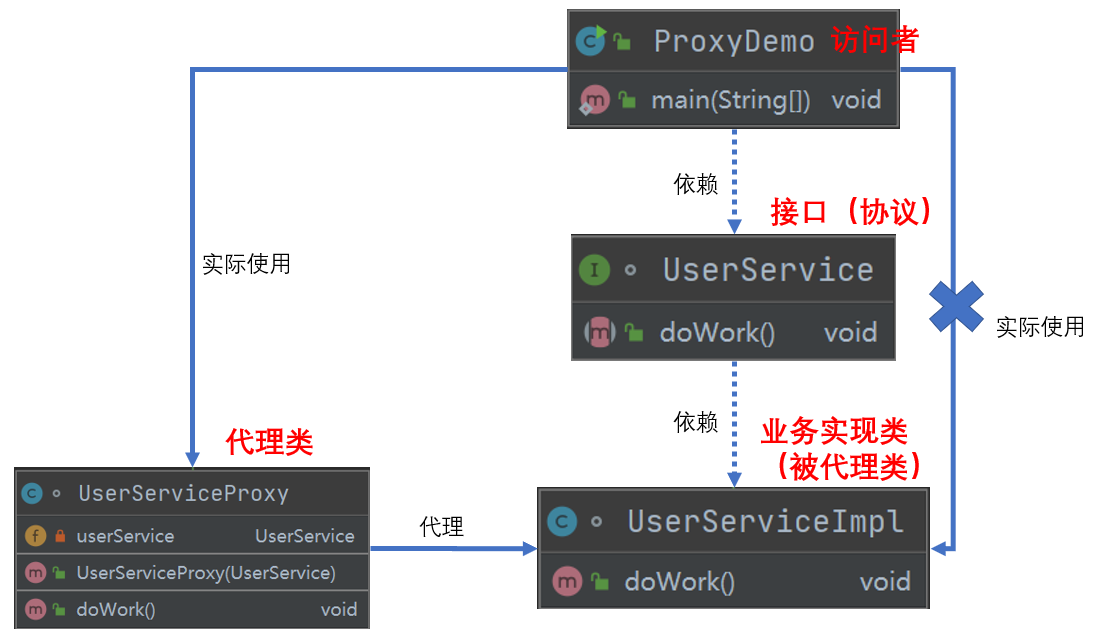 ProxyDemo 访问者
main(String[]) void
依赖
接口（协议）
实际使用
UserService
doWork() void
实际使用
依赖
代理类
业务实现类
（被代理类）
UserServiceProxy
userService UserService
UserServiceProxy(UserService)
doWork() void
代理
UserServiceImpl
doWork() void